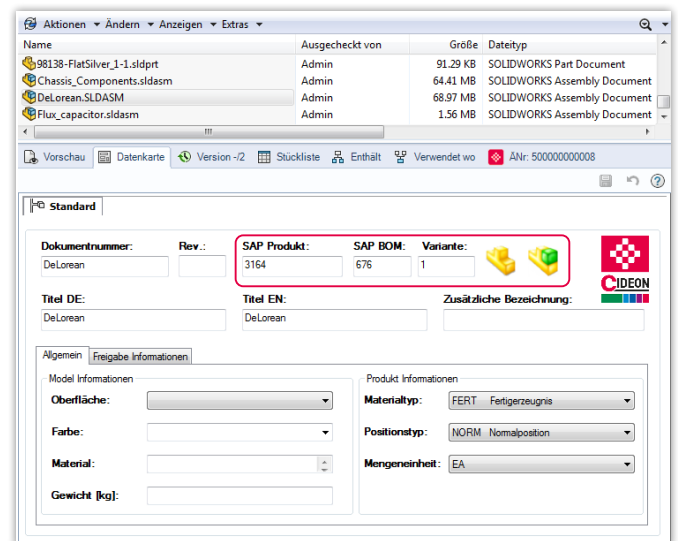 Aktionen Ändern Anzeigen Extras
Name Ausgecheckt von Größe Dateityp
98138-FlatSilver_1-1.sldprt Admin 91.29 KB SOLIDWORKS Part Document
Chassis_Components.sldasm Admin 64.41 MB SOLIDWORKS Assembly Document
DeLorean.SLDASM Admin 68.97 MB SOLIDWORKS Assembly Document
Flux_capacitor.sldasm Admin 1.56 MB SOLIDWORKS Assembly Document
Vorschau Datenkarte Version -/2 Stückliste Enthält Verwendet wo ÄNr: 500000000008
Standard
Dokumentnummer: Rev.: SAP Produkt: SAP BOM: Variante:
DeLorean 3164 676 1
CIDEON
Titel DE: Titel EN: Zusätzliche Bezeichnung:
DeLorean DeLorean
Allgemein Freigabe Informationen
Model Informationen Produkt Informationen
Oberfläche: Materialtyp: FERT Fertigerzeugnis
Farbe: Positionstyp: NORM Normalposition
Material: Mengeneinheit: EA
Gewicht [kg]: